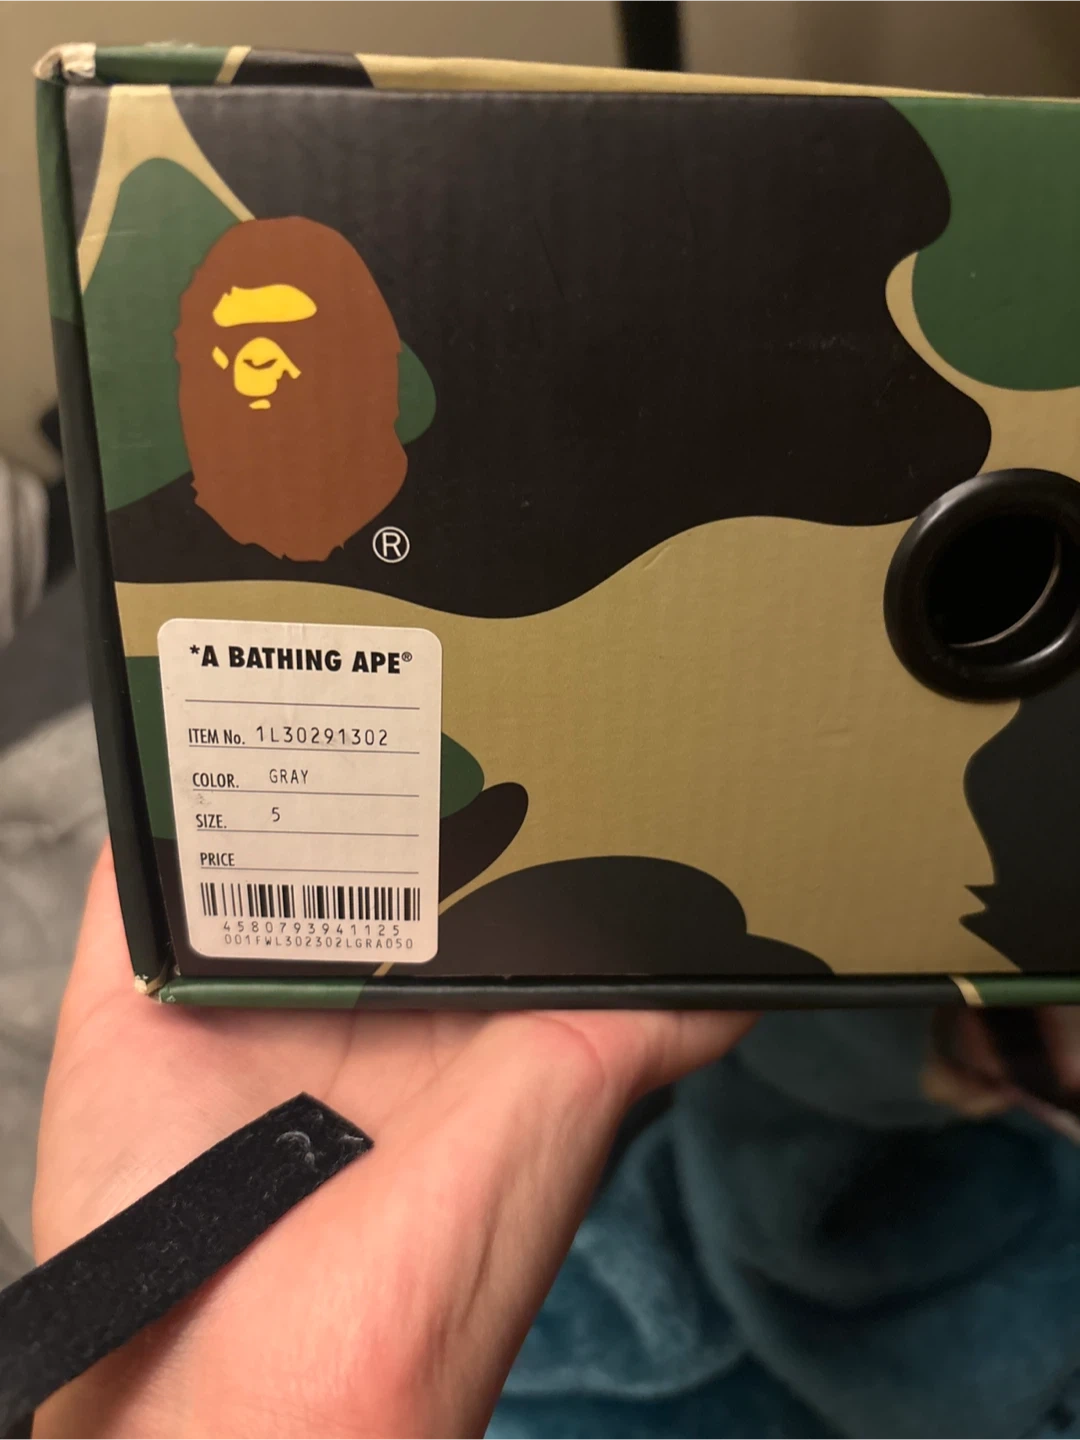 ®
*A BATHING APE®
ITEM No. 1L30291302
COLOR. GRAY
SIZE. 5
PRICE
4580793941125
001FWL302302LGRA050